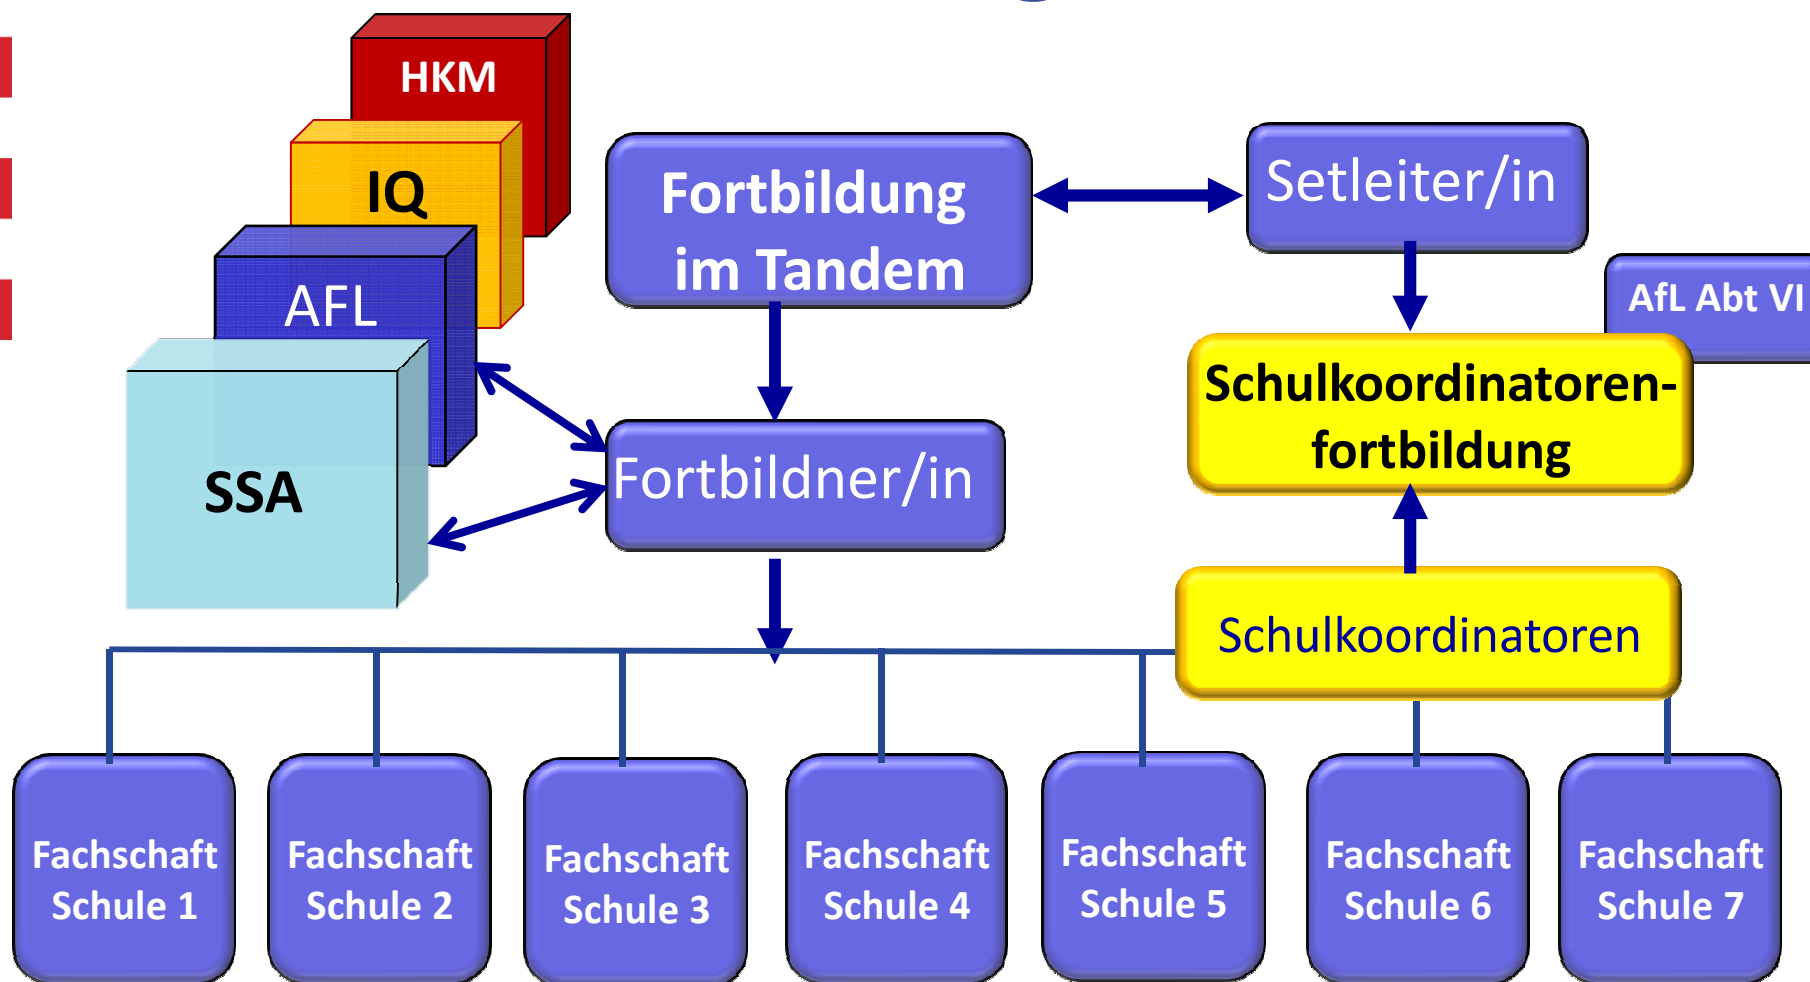 HKM
IQ
AFL
SSA
Fortbildung
im Tandem
Setleiter/in
AfL Abt VI
Schulkoordinatoren-
fortbildung
Fortbildner/in
Schulkoordinatoren
Fachschaft
Schule 1
Fachschaft
Schule 2
Fachschaft
Schule 3
Fachschaft
Schule 4
Fachschaft
Schule 5
Fachschaft
Schule 6
Fachschaft
Schule 7